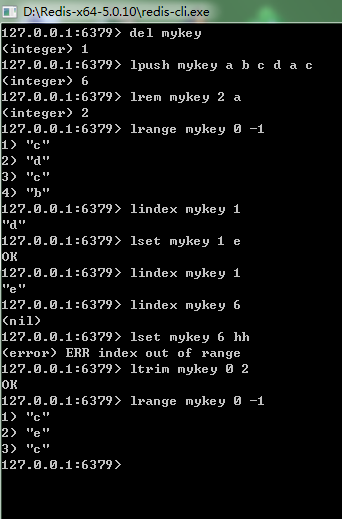 D:\Redis-x64-5.0.10\redis-cli.exe
127.0.0.1:6379> del mykey
(integer) 1
127.0.0.1:6379> lpush mykey a b c d a c
(integer) 6
127.0.0.1:6379> lrem mykey 2 a
(integer) 2
127.0.0.1:6379> lrange mykey 0 -1
1) "c"
2) "d"
3) "c"
4) "b"
127.0.0.1:6379> lindex mykey 1
"d"
127.0.0.1:6379> lset mykey 1 e
OK
127.0.0.1:6379> lindex mykey 1
"e"
127.0.0.1:6379> lindex mykey 6
(nil)
127.0.0.1:6379> lset mykey 6 hh
(error) ERR index out of range
127.0.0.1:6379> ltrim mykey 0 2
OK
127.0.0.1:6379> lrange mykey 0 -1
1) "c"
2) "e"
3) "c"
127.0.0.1:6379>